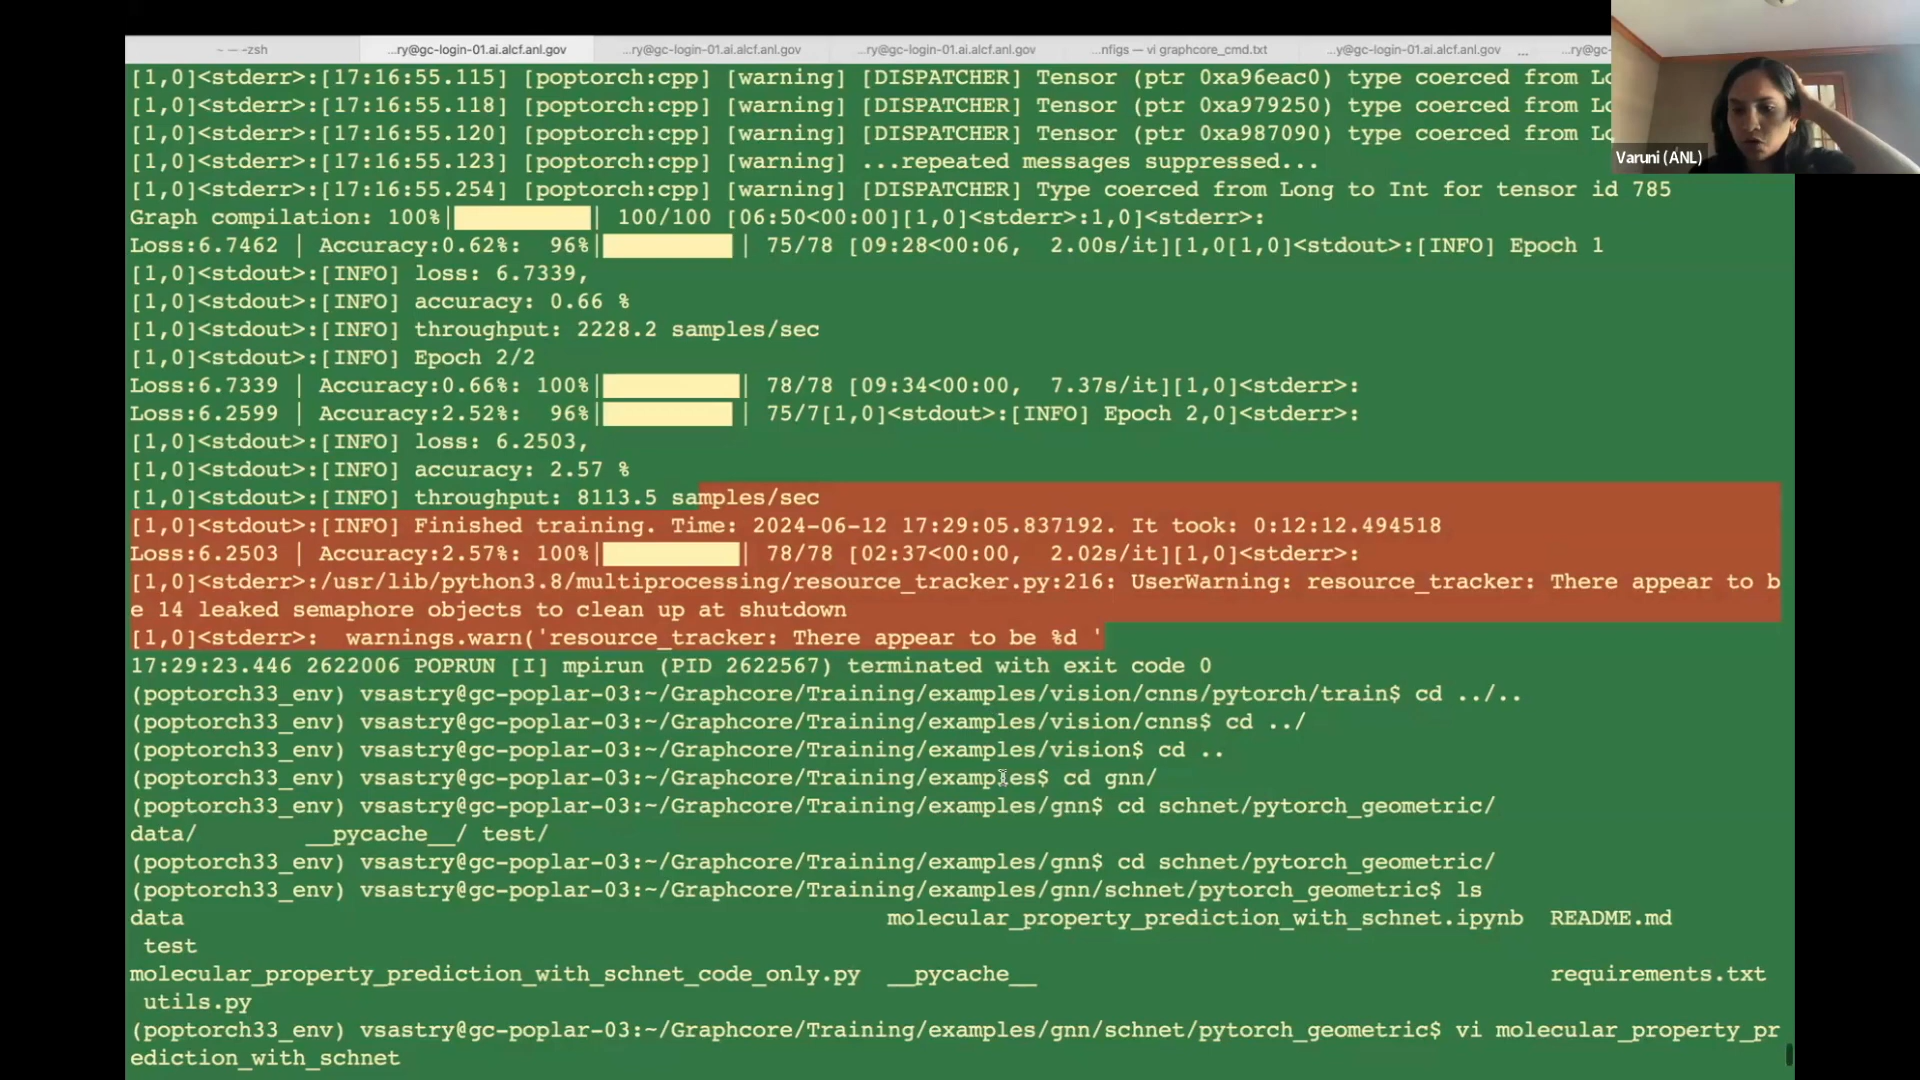 ~ — -zsh
...ry@gc-login-01.ai.alcf.anl.gov
...ry@gc-login-01.ai.alcf.anl.gov
...ry@gc-login-01.ai.alcf.anl.gov
...nfigs — vi graphcore_cmd.txt
...y@gc-login-01.ai.alcf.anl.gov
...
...ry@gc-
[1,0]<stderr>:[17:16:55.115] [poptorch:cpp] [warning] [DISPATCHER] Tensor (ptr 0xa96eac0) type coerced from Lo
[1,0]<stderr>:[17:16:55.118] [poptorch:cpp] [warning] [DISPATCHER] Tensor (ptr 0xa979250) type coerced from Lo
[1,0]<stderr>:[17:16:55.120] [poptorch:cpp] [warning] [DISPATCHER] Tensor (ptr 0xa987090) type coerced from Lo
[1,0]<stderr>:[17:16:55.123] [poptorch:cpp] [warning] ...repeated messages suppressed...
Varuni (ANL)
[1,0]<stderr>:[17:16:55.254] [poptorch:cpp] [warning] [DISPATCHER] Type coerced from Long to Int for tensor id 785
Graph compilation: 100%|██████████| 100/100 [06:50<00:00][1,0]<stderr>:1,0]<stderr>:
Loss:6.7462 | Accuracy:0.62%:  96%|█████████▌| 75/78 [09:28<00:06,  2.00s/it][1,0[1,0]<stdout>:[INFO] Epoch 1
[1,0]<stdout>:[INFO] loss: 6.7339,
[1,0]<stdout>:[INFO] accuracy: 0.66 %
[1,0]<stdout>:[INFO] throughput: 2228.2 samples/sec
[1,0]<stdout>:[INFO] Epoch 2/2
Loss:6.7339 | Accuracy:0.66%: 100%|██████████| 78/78 [09:34<00:00,  7.37s/it][1,0]<stderr>:
Loss:6.2599 | Accuracy:2.52%:  96%|█████████▌| 75/7[1,0]<stdout>:[INFO] Epoch 2,0]<stderr>:
[1,0]<stdout>:[INFO] loss: 6.2503,
[1,0]<stdout>:[INFO] accuracy: 2.57 %
[1,0]<stdout>:[INFO] throughput: 8113.5 samples/sec
[1,0]<stdout>:[INFO] Finished training. Time: 2024-06-12 17:29:05.837192. It took: 0:12:12.494518
Loss:6.2503 | Accuracy:2.57%: 100%|██████████| 78/78 [02:37<00:00,  2.02s/it][1,0]<stderr>:
[1,0]<stderr>:/usr/lib/python3.8/multiprocessing/resource_tracker.py:216: UserWarning: resource_tracker: There appear to b
e 14 leaked semaphore objects to clean up at shutdown
[1,0]<stderr>:  warnings.warn('resource_tracker: There appear to be %d '
17:29:23.446 2622006 POPRUN [I] mpirun (PID 2622567) terminated with exit code 0
(poptorch33_env) vsastry@gc-poplar-03:~/Graphcore/Training/examples/vision/cnns/pytorch/train$ cd ../..
(poptorch33_env) vsastry@gc-poplar-03:~/Graphcore/Training/examples/vision/cnns$ cd ../
(poptorch33_env) vsastry@gc-poplar-03:~/Graphcore/Training/examples/vision$ cd ..
(poptorch33_env) vsastry@gc-poplar-03:~/Graphcore/Training/examples$ cd gnn/
(poptorch33_env) vsastry@gc-poplar-03:~/Graphcore/Training/examples/gnn$ cd schnet/pytorch_geometric/
data/        __pycache__/ test/
(poptorch33_env) vsastry@gc-poplar-03:~/Graphcore/Training/examples/gnn$ cd schnet/pytorch_geometric/
(poptorch33_env) vsastry@gc-poplar-03:~/Graphcore/Training/examples/gnn/schnet/pytorch_geometric$ ls
data                                                    molecular_property_prediction_with_schnet.ipynb  README.md
 test
molecular_property_prediction_with_schnet_code_only.py  __pycache__                                      requirements.txt
 utils.py
(poptorch33_env) vsastry@gc-poplar-03:~/Graphcore/Training/examples/gnn/schnet/pytorch_geometric$ vi molecular_property_pr
ediction_with_schnet